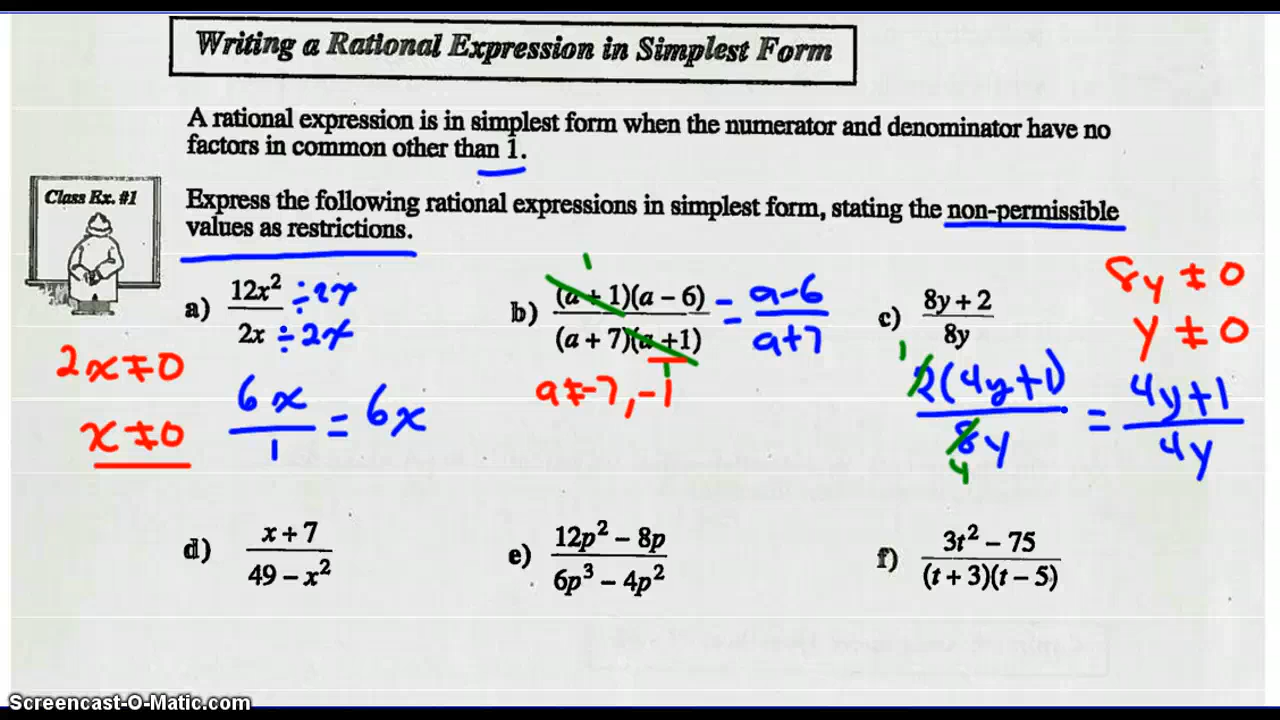 Writing a Rational Expression in Simplest Form
A rational expression is in simplest form when the numerator and denominator have no
factors in common other than 1.
Class Ex. #1
Express the following rational expressions in simplest form, stating the non-permissible
values as restrictions.
a) 12x² ÷2x
2x ÷2x
2x ≠ 0
x ≠ 0
6x/1 = 6x
b) (a + 1)(a – 6) / (a + 7)(a + 1) = a-6 / a+7
1
1
a ≠ -7, -1
c) 8y + 2 / 8y
8y ≠ 0
y ≠ 0
1
2(4y+1) / 8y = 4y+1 / 4y
4
d) x + 7 / 49 – x²
e) 12p² – 8p / 6p³ – 4p²
f) 3t² – 75 / (t + 3)(t – 5)
Screencast-O-Matic.com